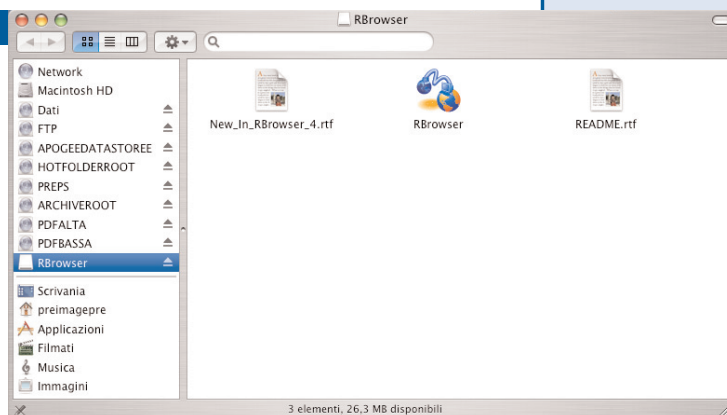 RBrowser
Network
Macintosh HD
Dati
FTP
APOGEEDATASTOREE
HOTFOLDERROOT
PREPS
ARCHIVEROOT
PDFALTA
PDFBASSA
RBrowser
Scrivania
preimagepre
Applicazioni
Filmati
Musica
Immagini
New_In_RBrowser_4.rtf
RBrowser
README.rtf
3 elementi, 26,3 MB disponibili